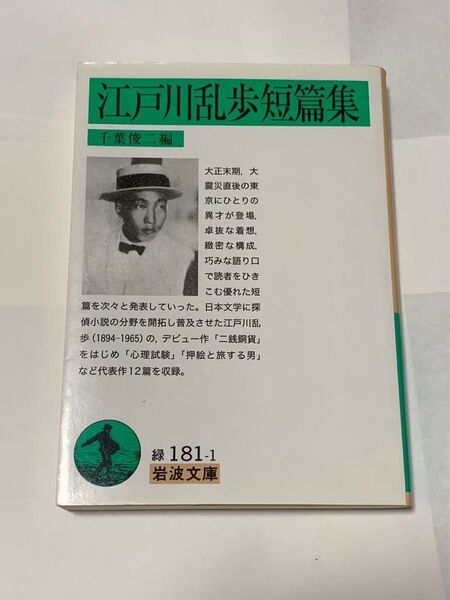 江戸川乱歩短篇集
千葉俊二編
大正末期，大
震災直後の東
京にひとりの
異才が登場，
卓抜な着想，
緻密な構成，
巧みな語り口
で読者をひき
こむ優れた短
篇を次々と発表していった。日本文学に探
偵小説の分野を開拓し普及させた江戸川乱
歩（1894-1965）の，デビュー作「二銭銅貨」
をはじめ「心理試験」「押絵と旅する男」
など代表作12篇を収録。
緑 181-1
岩波文庫